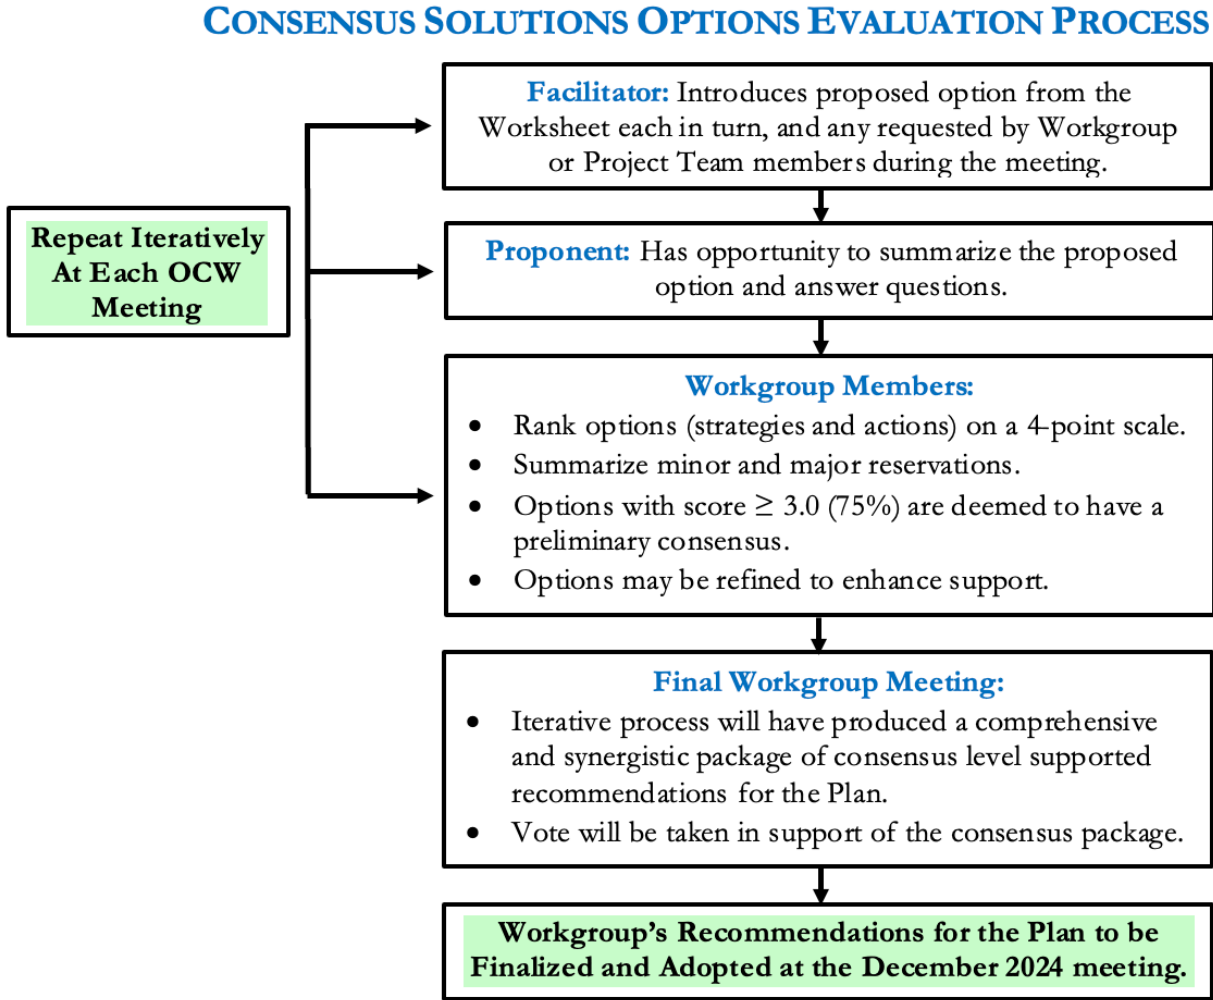 CONSENSUS SOLUTIONS OPTIONS EVALUATION PROCESS
Facilitator: Introduces proposed option from the
Worksheet each in turn, and any requested by Workgroup
or Project Team members during the meeting.
Repeat Iteratively
At Each OCW
Meeting
Proponent: Has opportunity to summarize the proposed
option and answer questions.
Workgroup Members:
• Rank options (strategies and actions) on a 4-point scale.
• Summarize minor and major reservations.
• Options with score ≥ 3.0 (75%) are deemed to have a
preliminary consensus.
• Options may be refined to enhance support.
Final Workgroup Meeting:
• Iterative process will have produced a comprehensive
and synergistic package of consensus level supported
recommendations for the Plan.
• Vote will be taken in support of the consensus package.
Workgroup’s Recommendations for the Plan to be
Finalized and Adopted at the December 2024 meeting.